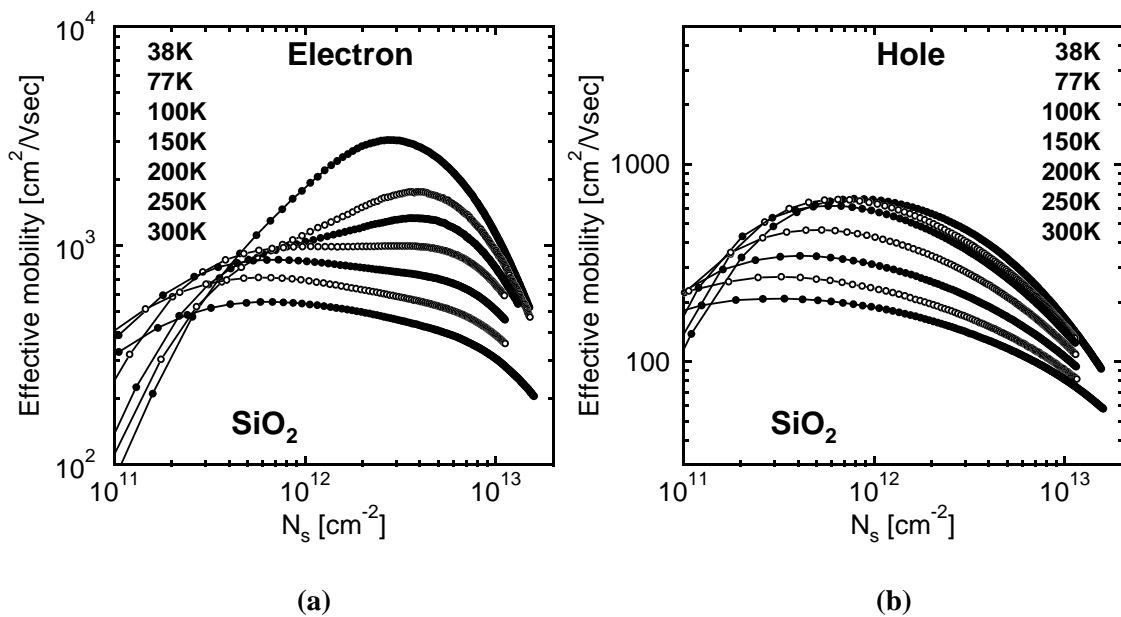 10^4
Electron
38K
77K
100K
150K
200K
250K
300K
10^3
SiO_2
10^2
10^11
10^12
10^13
Effective mobility [cm^2/Vsec]
N_s [cm^-2]
(a)
Hole
38K
77K
100K
150K
200K
250K
300K
1000
100
SiO_2
10^11
10^12
10^13
Effective mobility [cm^2/Vsec]
N_s [cm^-2]
(b)